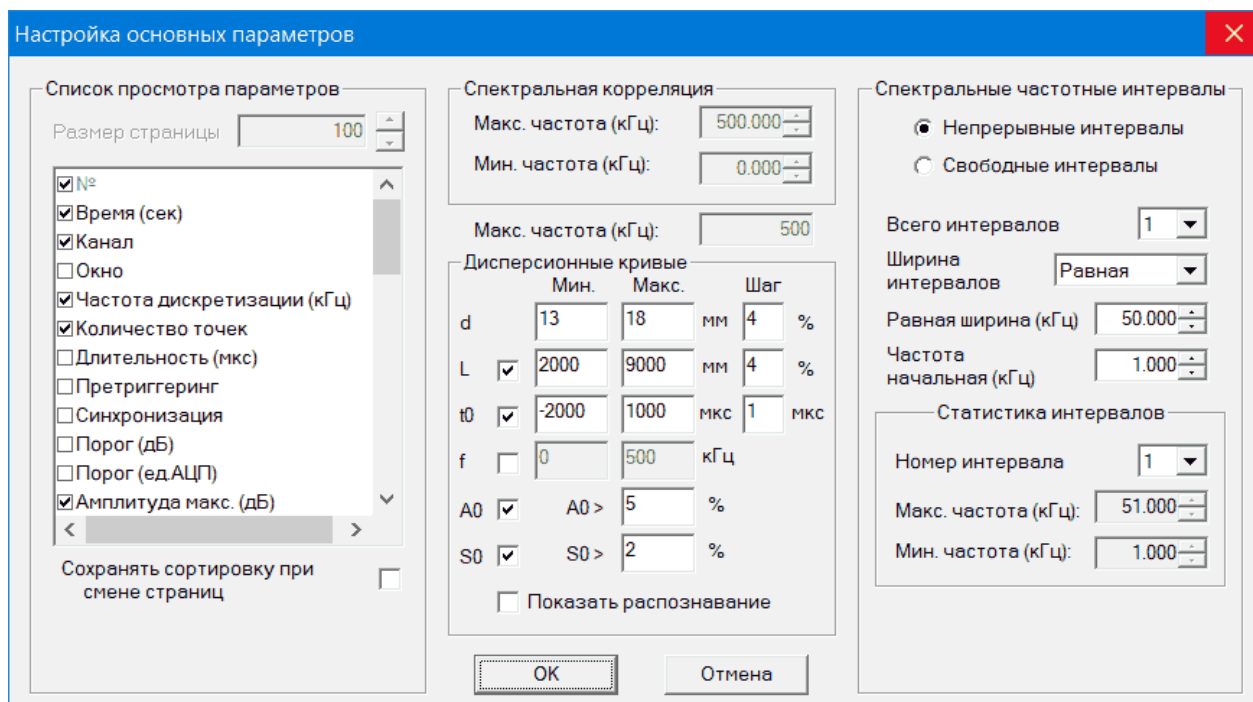 Настройка основных параметров
Список просмотра параметров
Размер страницы 100
№
Время (сек)
Канал
Окно
Частота дискретизации (кГц)
Количество точек
Длительность (мкс)
Претриггеринг
Синхронизация
Порог (дБ)
Порог (ед.АЦП)
Амплитуда макс. (дБ)
Сохранять сортировку при
смене страниц
Спектральная корреляция
Макс. частота (кГц): 500.000
Мин. частота (кГц): 0.000
Макс. частота (кГц): 500
Дисперсионные кривые
Мин. Макс. Шаг
d 13 18 мм 4 %
L 2000 9000 мм 4 %
t0 -2000 1000 мкс 1 мкс
f 0 500 кГц
A0 A0 > 5 %
S0 S0 > 2 %
Показать распознавание
OK Отмена
Спектральные частотные интервалы
Непрерывные интервалы
Свободные интервалы
Всего интервалов 1
Ширина
интервалов Равная
Равная ширина (кГц) 50.000
Частота
начальная (кГц) 1.000
Статистика интервалов
Номер интервала 1
Макс. частота (кГц): 51.000
Мин. частота (кГц): 1.000